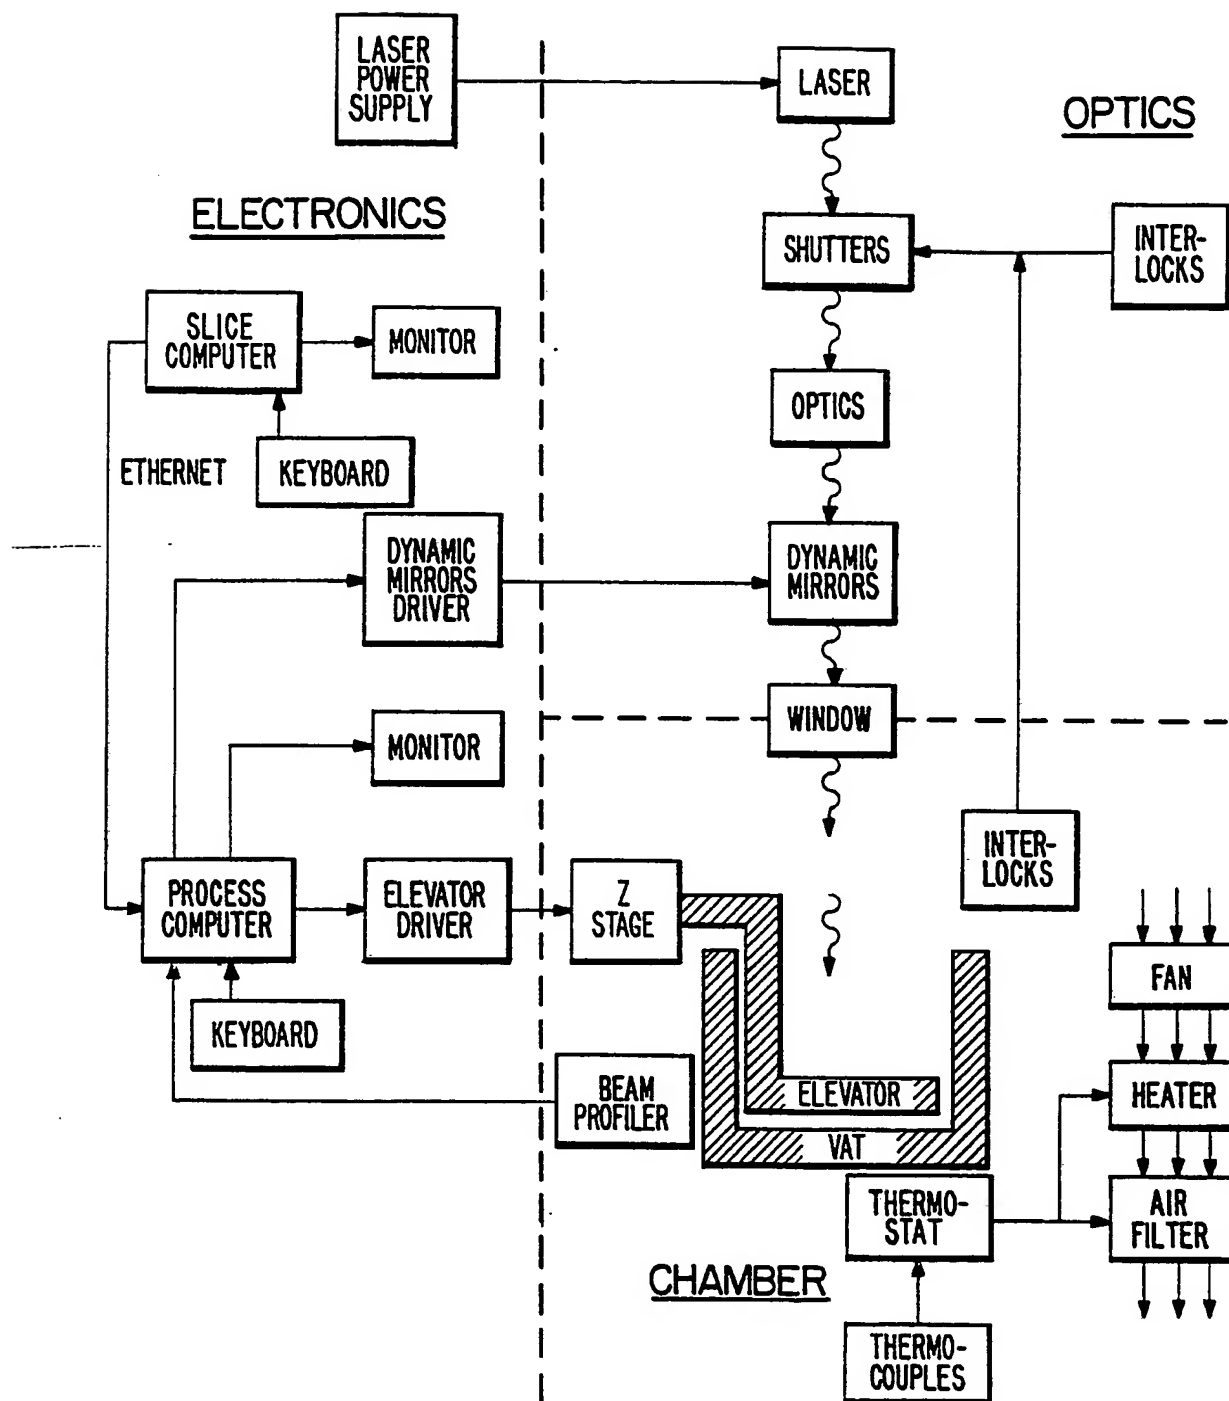 LASER
POWER
SUPPLY
LASER
OPTICS
ELECTRONICS
SHUTTERS
INTER-
LOCKS
SLICE
COMPUTER
MONITOR
OPTICS
ETHERNET
KEYBOARD
DYNAMIC
MIRRORS
DRIVER
DYNAMIC
MIRRORS
WINDOW
MONITOR
INTER-
LOCKS
PROCESS
COMPUTER
ELEVATOR
DRIVER
Z
STAGE
FAN
KEYBOARD
BEAM
PROFILER
ELEVATOR
HEATER
VAT
THERMO-
STAT
AIR
FILTER
CHAMBER
THERMO-
COUPLES